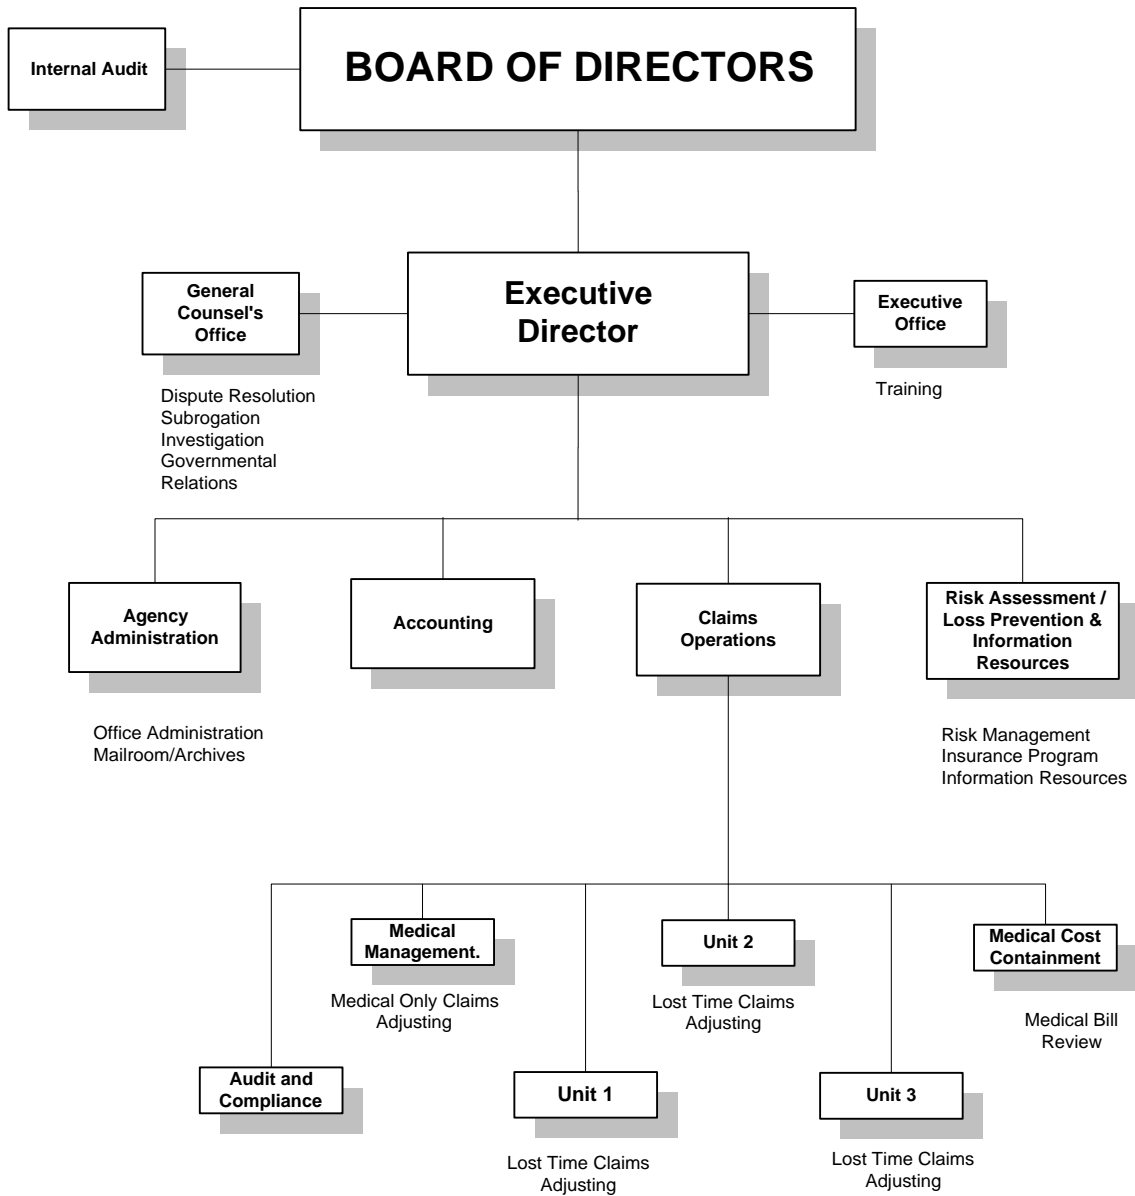 Internal Audit
BOARD OF DIRECTORS
General
Counsel's
Office
Executive
Director
Executive
Office
Dispute Resolution
Subrogation
Investigation
Governmental
Relations
Training
Agency
Administration
Accounting
Claims
Operations
Risk Assessment /
Loss Prevention &
Information
Resources
Office Administration
Mailroom/Archives
Risk Management
Insurance Program
Information Resources
Medical
Management.
Unit 2
Medical Cost
Containment
Medical Only Claims
Adjusting
Lost Time Claims
Adjusting
Medical Bill
Review
Audit and
Compliance
Unit 1
Unit 3
Lost Time Claims
Adjusting
Lost Time Claims
Adjusting